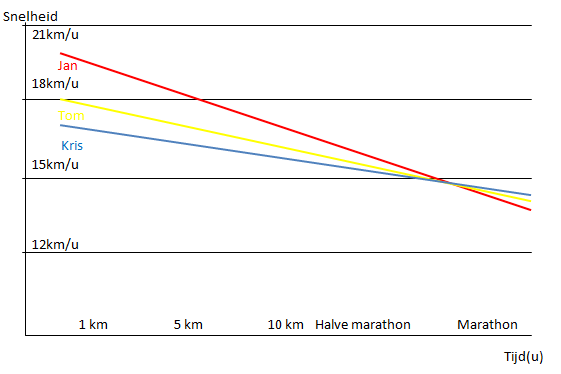 Snelheid
21km/u
Jan
18km/u
Tom
Kris
15km/u
12km/u
1 km 5 km 10 km Halve marathon Marathon
Tijd(u)